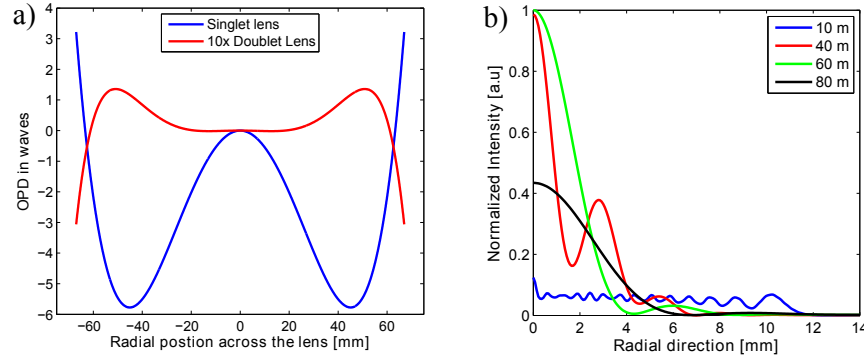 a)
4
3
2
1
0
−1
−2
−3
−4
−5
−6
OPD in waves
Singlet lens
10x Doublet Lens
−60 −40 −20 0 20 40 60
Radial postion across the lens [mm]
b)
1
0.8
0.6
0.4
0.2
0
Normalized Intensity [a.u]
10 m
40 m
60 m
80 m
0 2 4 6 8 10 12 14
Radial direction [mm]